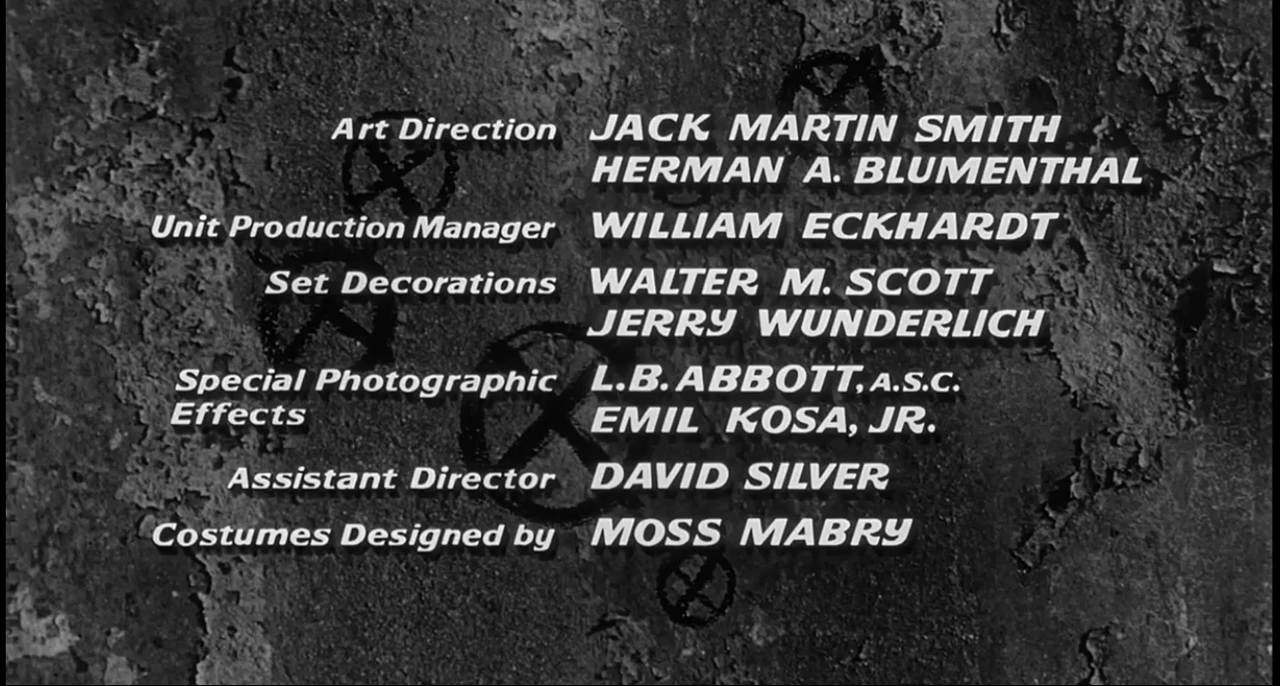 Art Direction JACK MARTIN SMITH
HERMAN A. BLUMENTHAL
Unit Production Manager WILLIAM ECKHARDT
Set Decorations WALTER M. SCOTT
JERRY WUNDERLICH
Special Photographic L.B. ABBOTT, A.S.C.
Effects EMIL KOSA, JR.
Assistant Director DAVID SILVER
Costumes Designed by MOSS MABRY